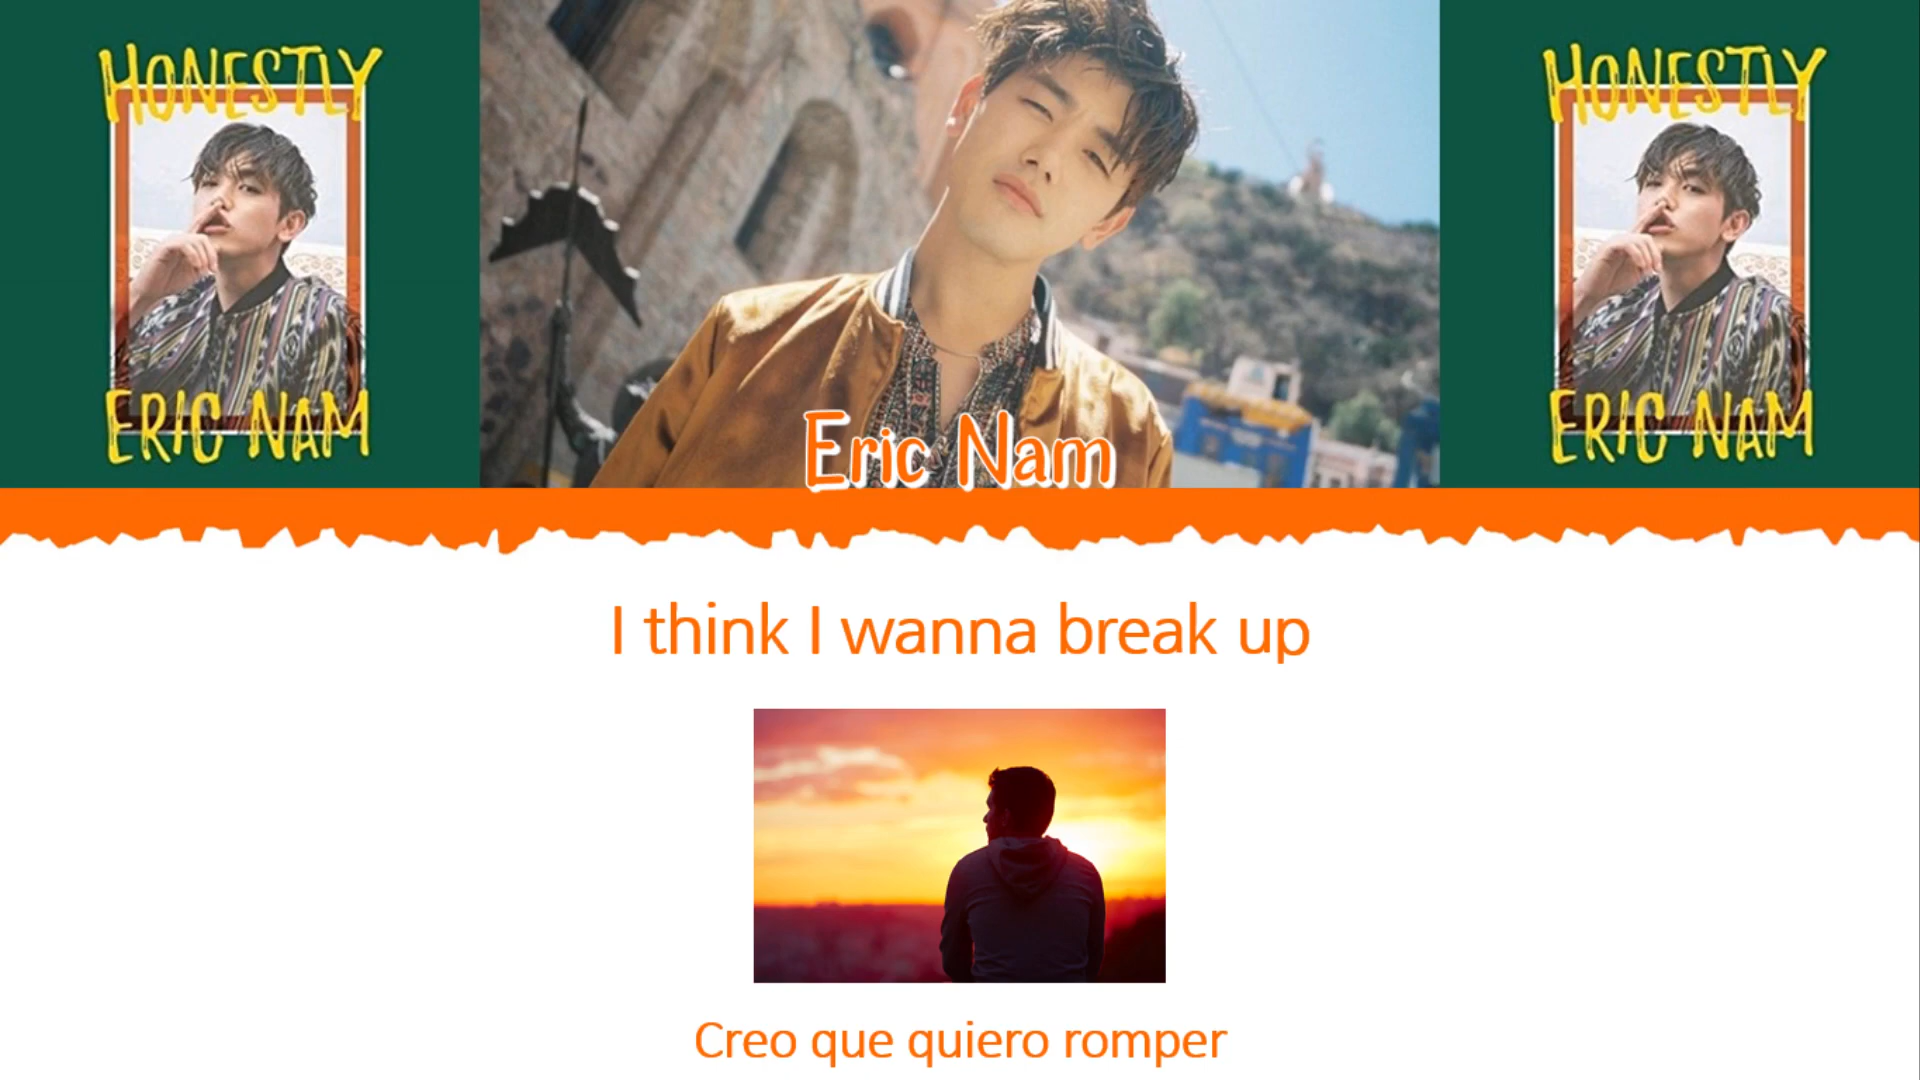 HONESTLY
ERIC NAM
Eric Nam
HONESTLY
ERIC NAM
I think I wanna break up
Creo que quiero romper